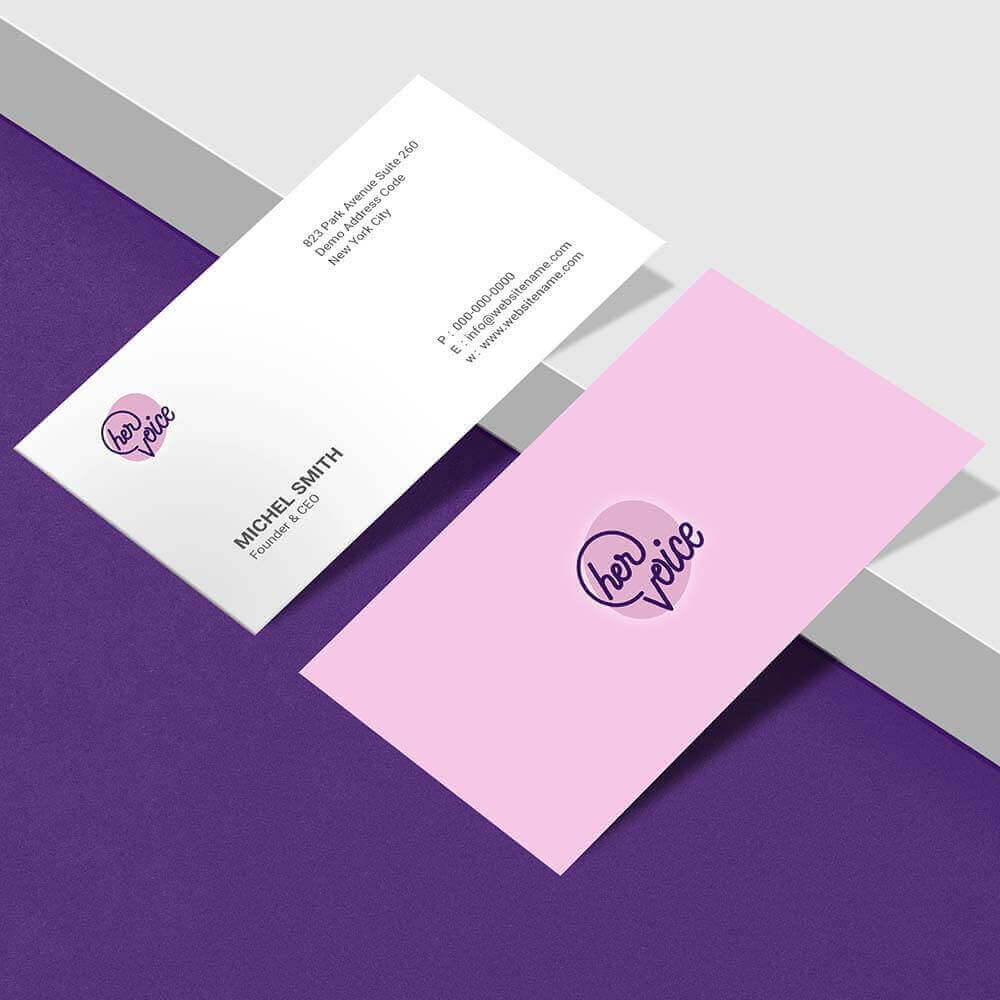 823 Park Avenue Suite 260
Demo Address Code
New York City
P : 000-000-0000
E : info@websitename.com
w: www.websitename.com
her
voice
MICHEL SMITH
Founder & CEO
her
voice